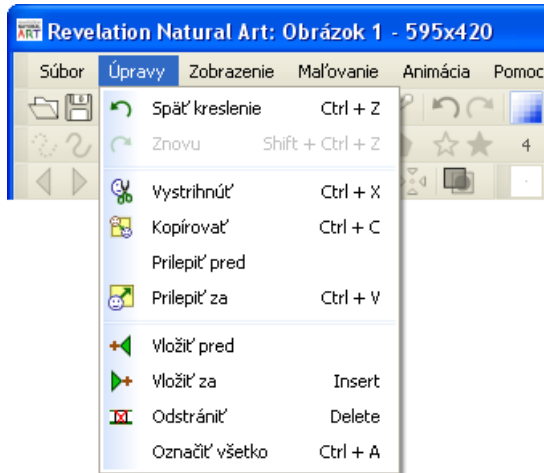 Revelation Natural Art: Obrázok 1 - 595x420
Súbor Úpravy Zobrazenie Maľovanie Animácia Pomoc
Späť kreslenie Ctrl + Z
Znovu Shift + Ctrl + Z
4
Vystrihnúť Ctrl + X
Kopírovať Ctrl + C
Prilepiť pred
Prilepiť za Ctrl + V
Vložiť pred
Vložiť za Insert
Odstrániť Delete
Označiť všetko Ctrl + A